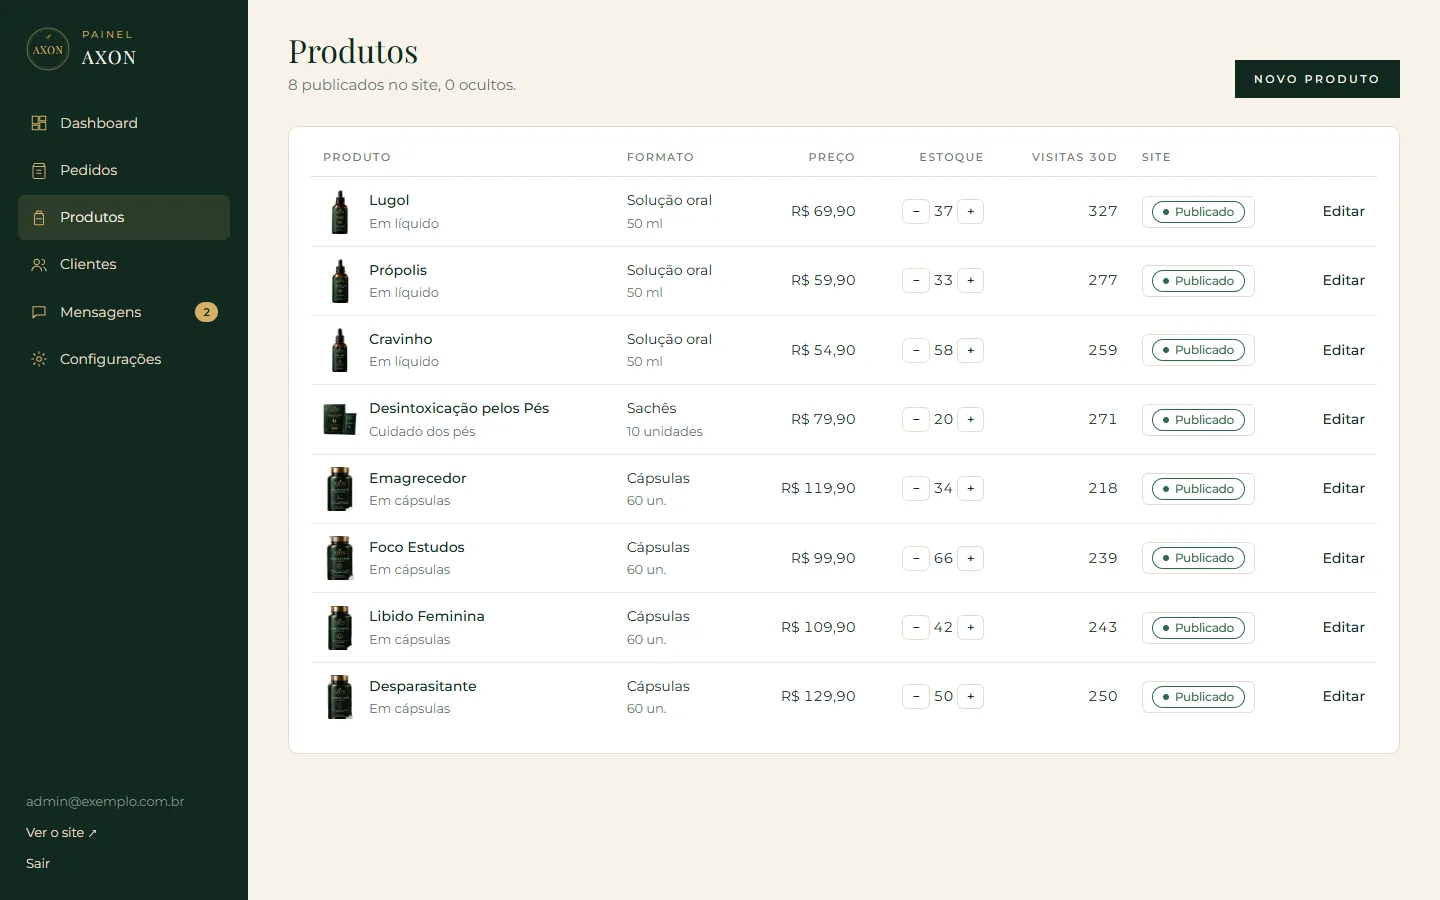 AXON
PAINEL
AXON
Dashboard
Pedidos
Produtos
Clientes
Mensagens 2
Configurações
admin@exemplo.com.br
Ver o site ↗
Sair
Produtos
8 publicados no site, 0 ocultos.
NOVO PRODUTO
PRODUTO FORMATO PREÇO ESTOQUE VISITAS 30D SITE
Lugol Solução oral
R$ 69,90 − 37 + 327 Publicado Editar
Em líquido 50 ml
Própolis Solução oral
R$ 59,90 − 33 + 277 Publicado Editar
Em líquido 50 ml
Cravinho Solução oral
R$ 54,90 − 58 + 259 Publicado Editar
Em líquido 50 ml
Desintoxicação pelos Pés Sachês
R$ 79,90 − 20 + 271 Publicado Editar
Cuidado dos pés 10 unidades
Emagrecedor Cápsulas
R$ 119,90 − 34 + 218 Publicado Editar
Em cápsulas 60 un.
Foco Estudos Cápsulas
R$ 99,90 − 66 + 239 Publicado Editar
Em cápsulas 60 un.
Libido Feminina Cápsulas
R$ 109,90 − 42 + 243 Publicado Editar
Em cápsulas 60 un.
Desparasitante Cápsulas
R$ 129,90 − 50 + 250 Publicado Editar
Em cápsulas 60 un.